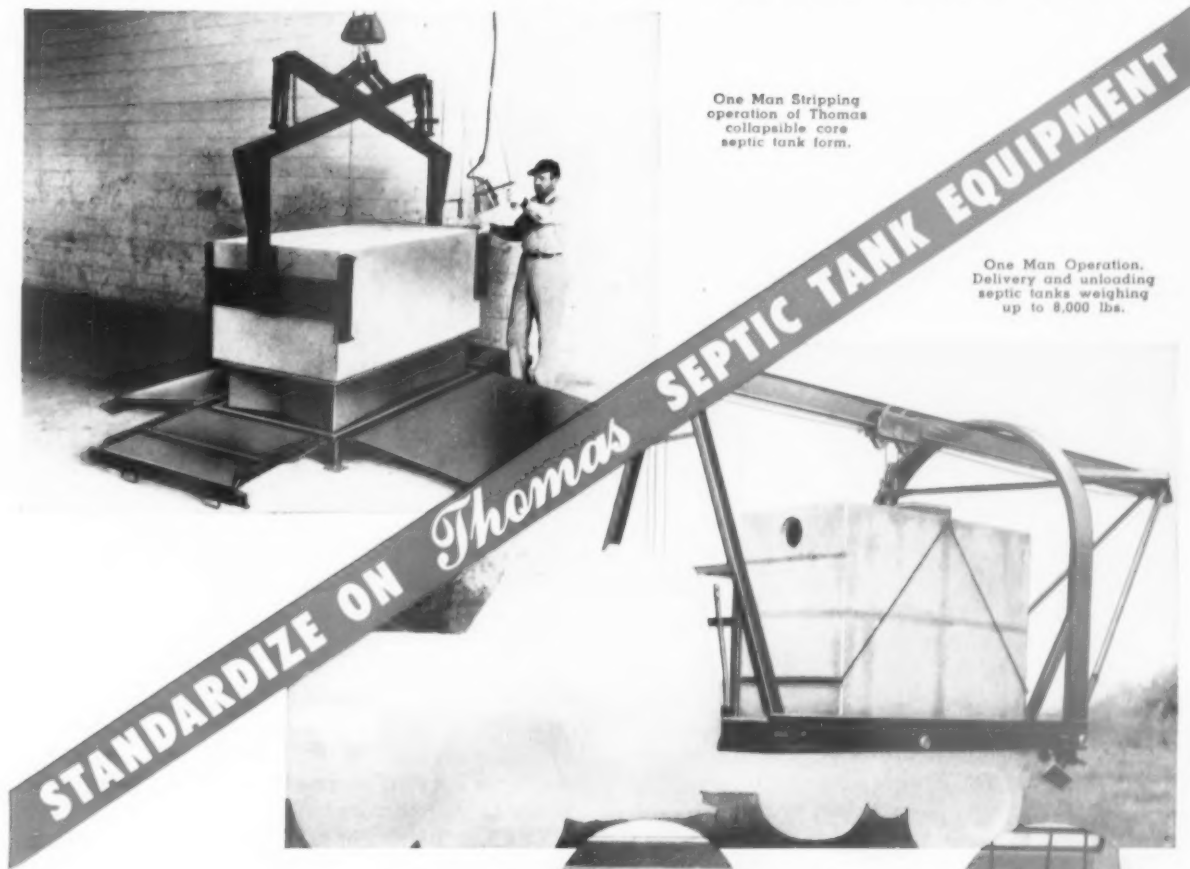 One Man Stripping
operation of Thomas
collapsible core
septic tank form.
STANDARDIZE ON Thomas SEPTIC TANK EQUIPMENT
One Man Operation.
Delivery and unloading
septic tanks weighing
up to 8,000 lbs.